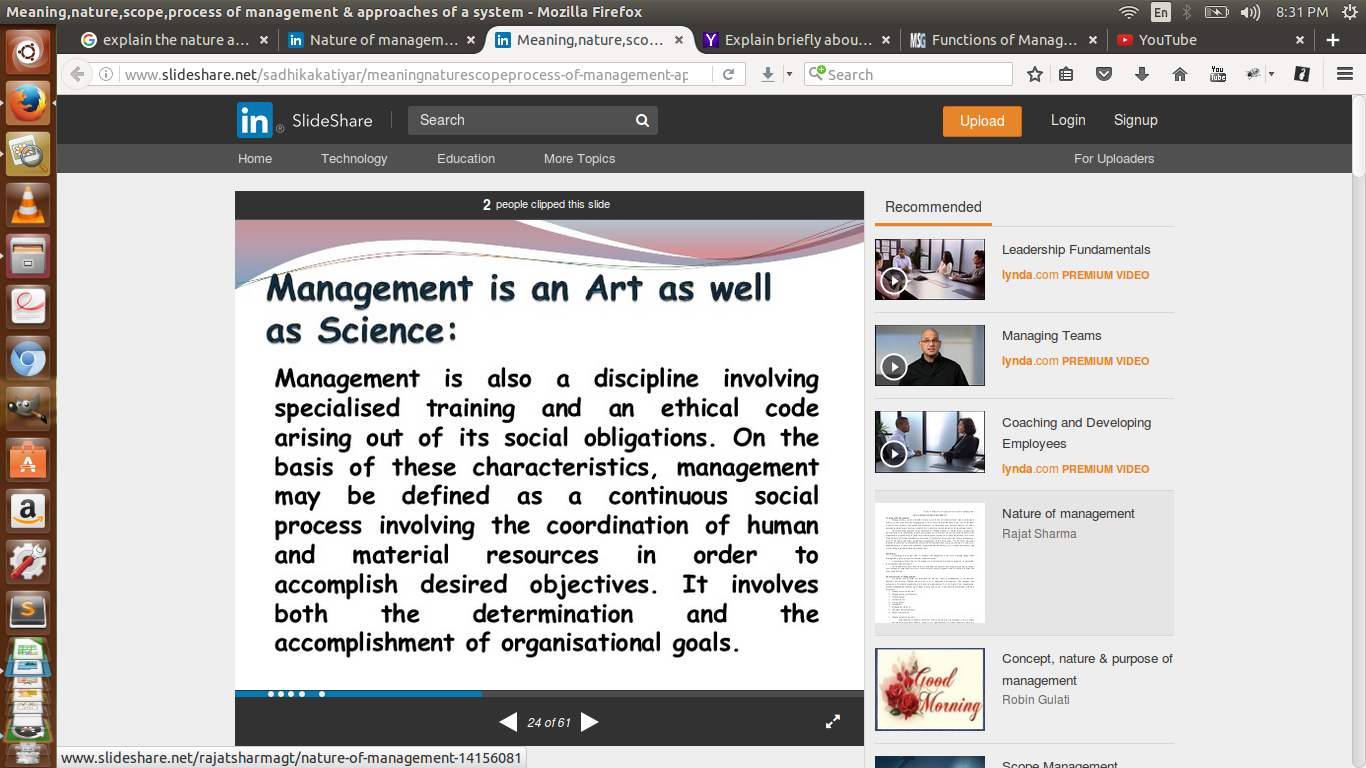 Meaning,nature,scope,process of management & approaches of a system - Mozilla Firefox
En
8:31 PM
explain the nature a...
Nature of managem...
Meaning,nature,sco...
Explain briefly abou...
MSG Functions of Manag...
YouTube
www.slideshare.net/sadhikakatiyar/meaningnaturescopeprocess-of-management-ap
Search
You Tube
in SlideShare
Search
Upload
Login
Signup
Home
Technology
Education
More Topics
For Uploaders
2 people clipped this slide
Management is an Art as well
as Science:
Management is also a discipline involving
specialised training and an ethical code
arising out of its social obligations. On the
basis of these characteristics, management
may be defined as a continuous social
process involving the coordination of human
and material resources in order to
accomplish desired objectives. It involves
both the determination and the
accomplishment of organisational goals.
24 of 61
Recommended
Leadership Fundamentals
lynda.com PREMIUM VIDEO
Managing Teams
lynda.com PREMIUM VIDEO
Coaching and Developing
Employees
lynda.com PREMIUM VIDEO
Nature of management
Rajat Sharma
Good
Morning
Concept, nature & purpose of
management
Robin Gulati
Scope Management
www.slideshare.net/rajatsharmagt/nature-of-management-14156081